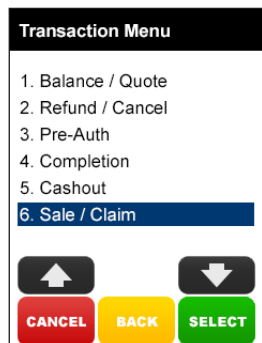 Transaction Menu
1. Balance / Quote
2. Refund / Cancel
3. Pre-Auth
4. Completion
5. Cashout
6. Sale / Claim
CANCEL BACK SELECT